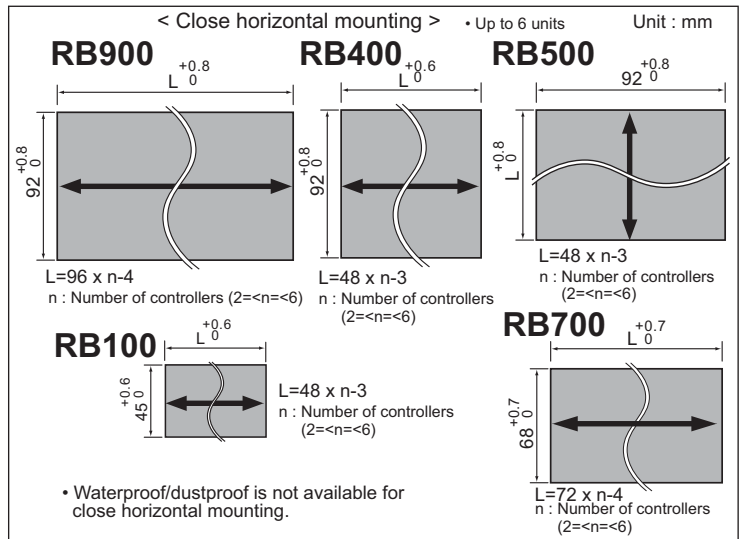 < Close horizontal mounting > • Up to 6 units Unit : mm
RB900
L +0.8 0
92 +0.8 0
L=96 x n-4
n : Number of controllers (2=<n=<6)
RB400
L +0.6 0
92 +0.8 0
L=48 x n-3
n : Number of controllers
(2=<n=<6)
RB500
92 +0.8 0
L +0.8 0
L=48 x n-3
n : Number of controllers
(2=<n=<6)
RB100
L +0.6 0
45 +0.6 0
L=48 x n-3
n : Number of controllers
(2=<n=<6)
RB700
L +0.7 0
68 +0.7 0
L=72 x n-4
n : Number of controllers
(2=<n=<6)
• Waterproof/dustproof is not available for
close horizontal mounting.